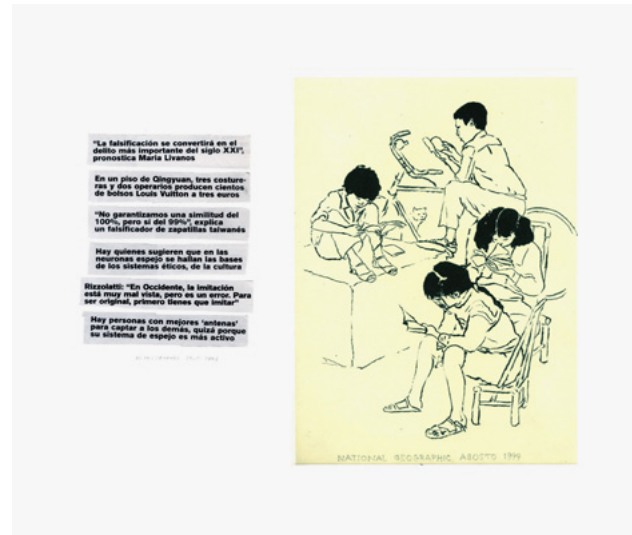 "La falsificación se convertirá en el
delito más importante del siglo XXI",
pronostica Maria Livanos
En un piso de Qingyuan, tres costure-
ras y dos operarios producen cientos
de bolsos Louis Vuitton a tres euros
"No garantizamos una similitud del
100%, pero sí del 99%", explica
un falsificador de zapatillas taiwanés
Hay quienes sugieren que en las
neuronas espejo se hallan las bases
de los sistemas éticos, de la cultura
Rizzolatti: "En Occidente, la imitación
está muy mal vista, pero es un error. Para
ser original, primero tienes que imitar"
Hay personas con mejores 'antenas'
para captar a los demás, quizá porque
su sistema de espejo es más activo
NATIONAL GEOGRAPHIC AGOSTO 1999